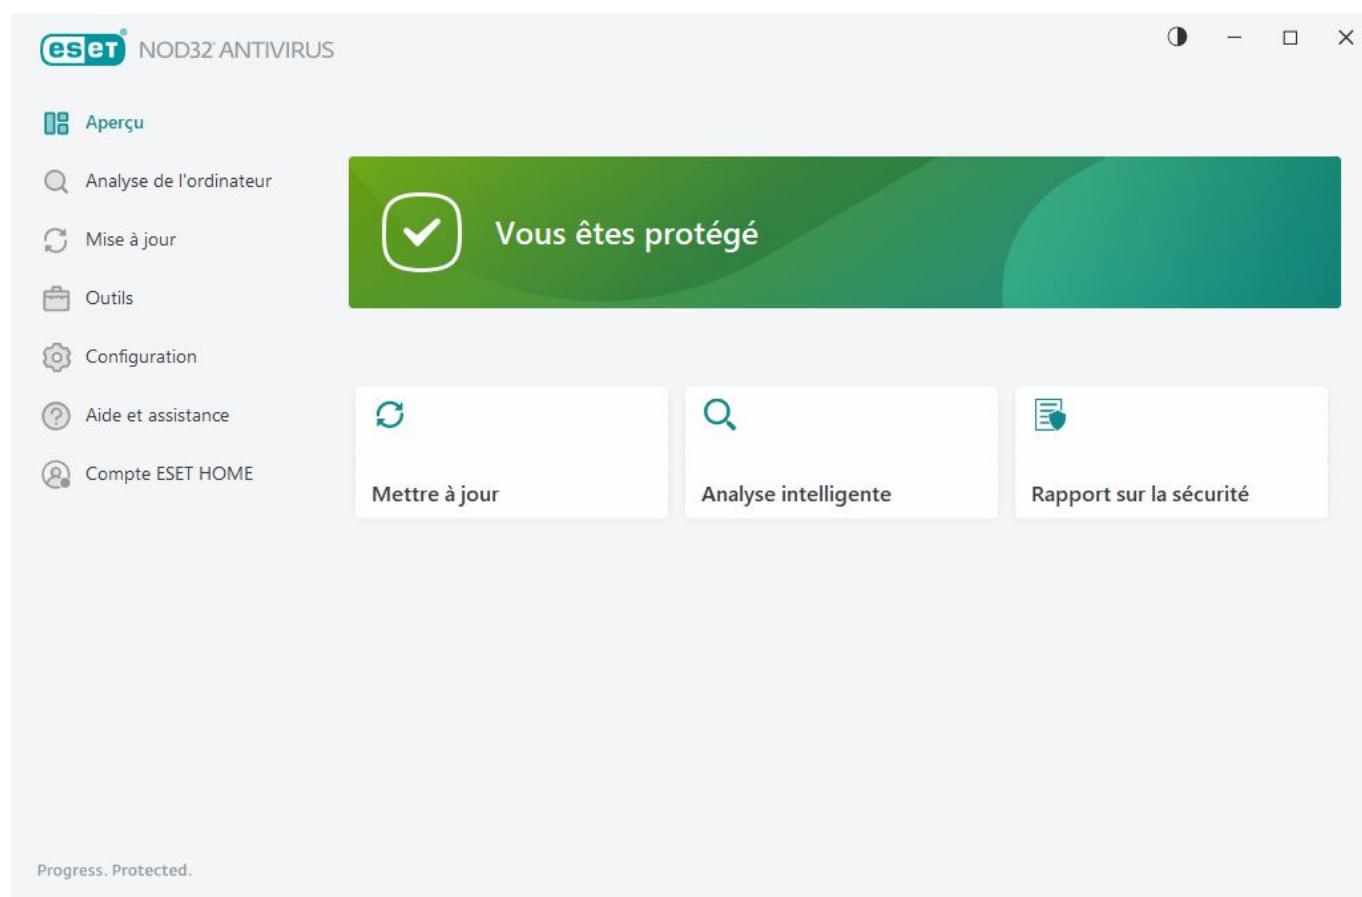 eset® NOD32® ANTIVIRUS
Aperçu
Analyse de l'ordinateur
Mise à jour
Outils
Configuration
Aide et assistance
Compte ESET HOME
Vous êtes protégé
Mettre à jour
Analyse intelligente
Rapport sur la sécurité
Progress. Protected.